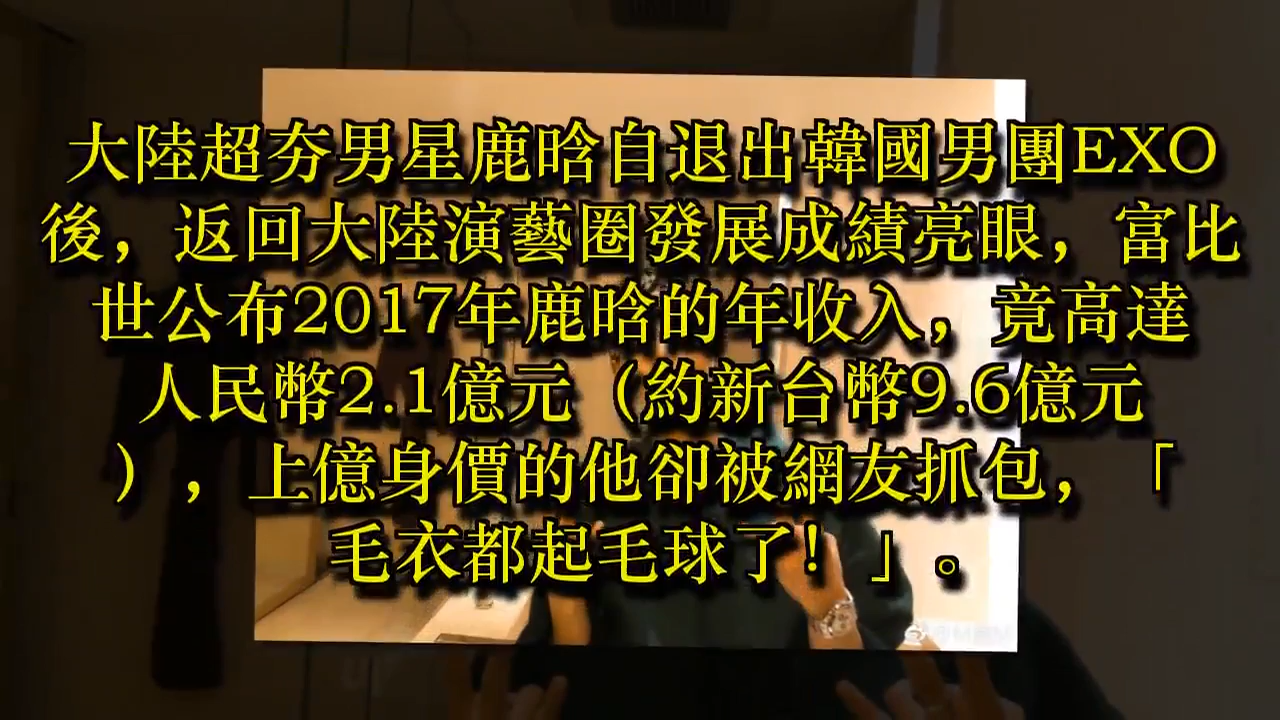 大陸超夯男星鹿晗自退出韓國男團EXO
後，返回大陸演藝圈發展成績亮眼，富比
世公布2017年鹿晗的年收入，竟高達
人民幣2.1億元（約新台幣9.6億元
），上億身價的他卻被網友抓包，「
毛衣都起毛球了！」。